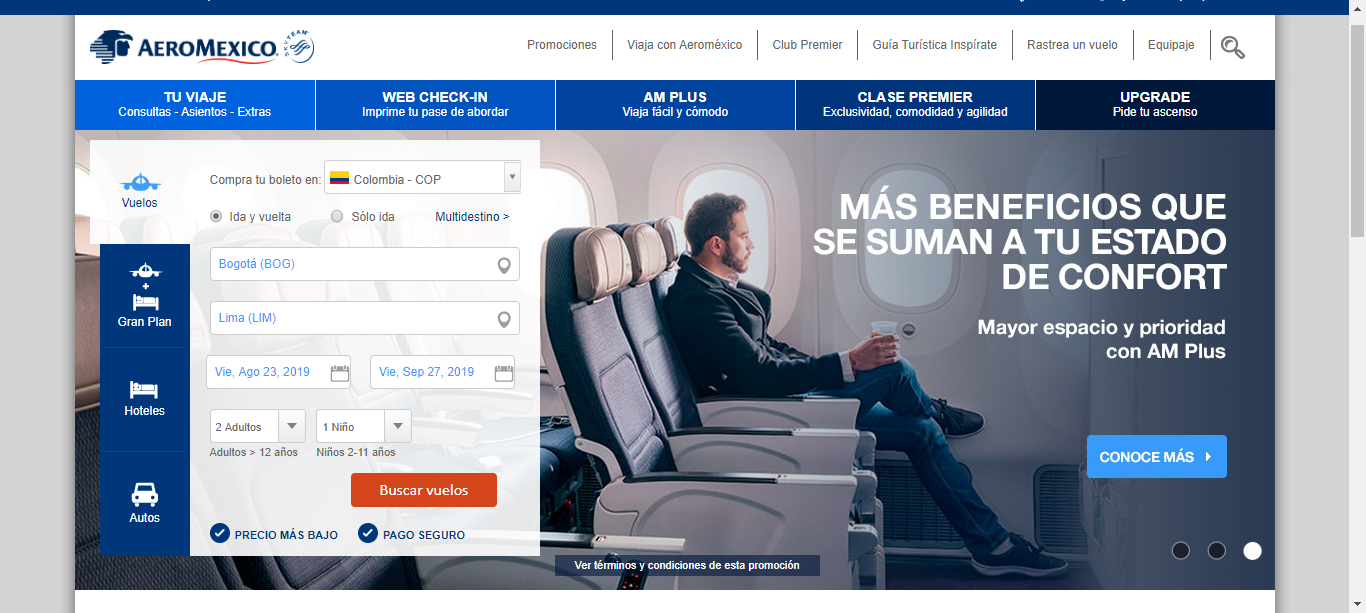 AEROMEXICO.
SKYTEAM
Promociones
Viaja con Aeroméxico
Club Premier
Guía Turística Inspírate
Rastrea un vuelo
Equipaje
TU VIAJE
Consultas - Asientos - Extras
WEB CHECK-IN
Imprime tu pase de abordar
AM PLUS
Viaja fácil y cómodo
CLASE PREMIER
Exclusividad, comodidad y agilidad
UPGRADE
Pide tu ascenso
Vuelos
+
Gran Plan
Hoteles
Autos
Compra tu boleto en:
Colombia - COP
Ida y vuelta
Sólo ida
Multidestino >
Bogotá (BOG)
Lima (LIM)
Vie, Ago 23, 2019
Vie, Sep 27, 2019
2 Adultos
1 Niño
Adultos > 12 años
Niños 2-11 años
Buscar vuelos
PRECIO MÁS BAJO
PAGO SEGURO
MÁS BENEFICIOS QUE
SE SUMAN A TU ESTADO
DE CONFORT
Mayor espacio y prioridad
con AM Plus
CONOCE MÁS
Ver términos y condiciones de esta promoción